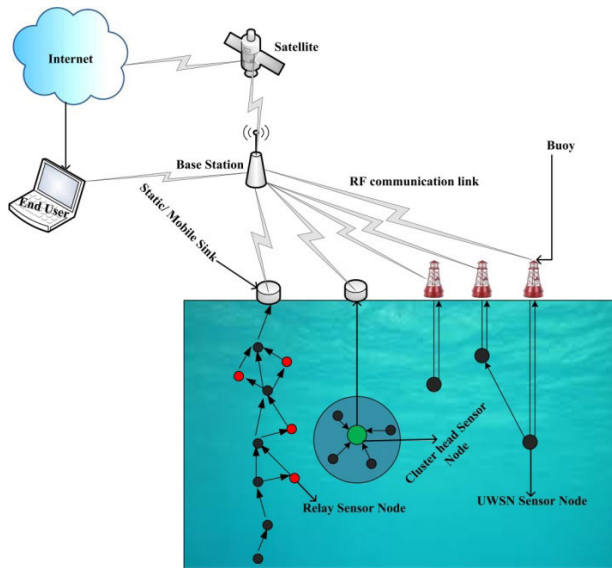 Internet
Satellite
Buoy
Base Station
RF communication link
End User
Static/ Mobile Sink
Cluster head Sensor
Node
Relay Sensor Node
UWSN Sensor Node